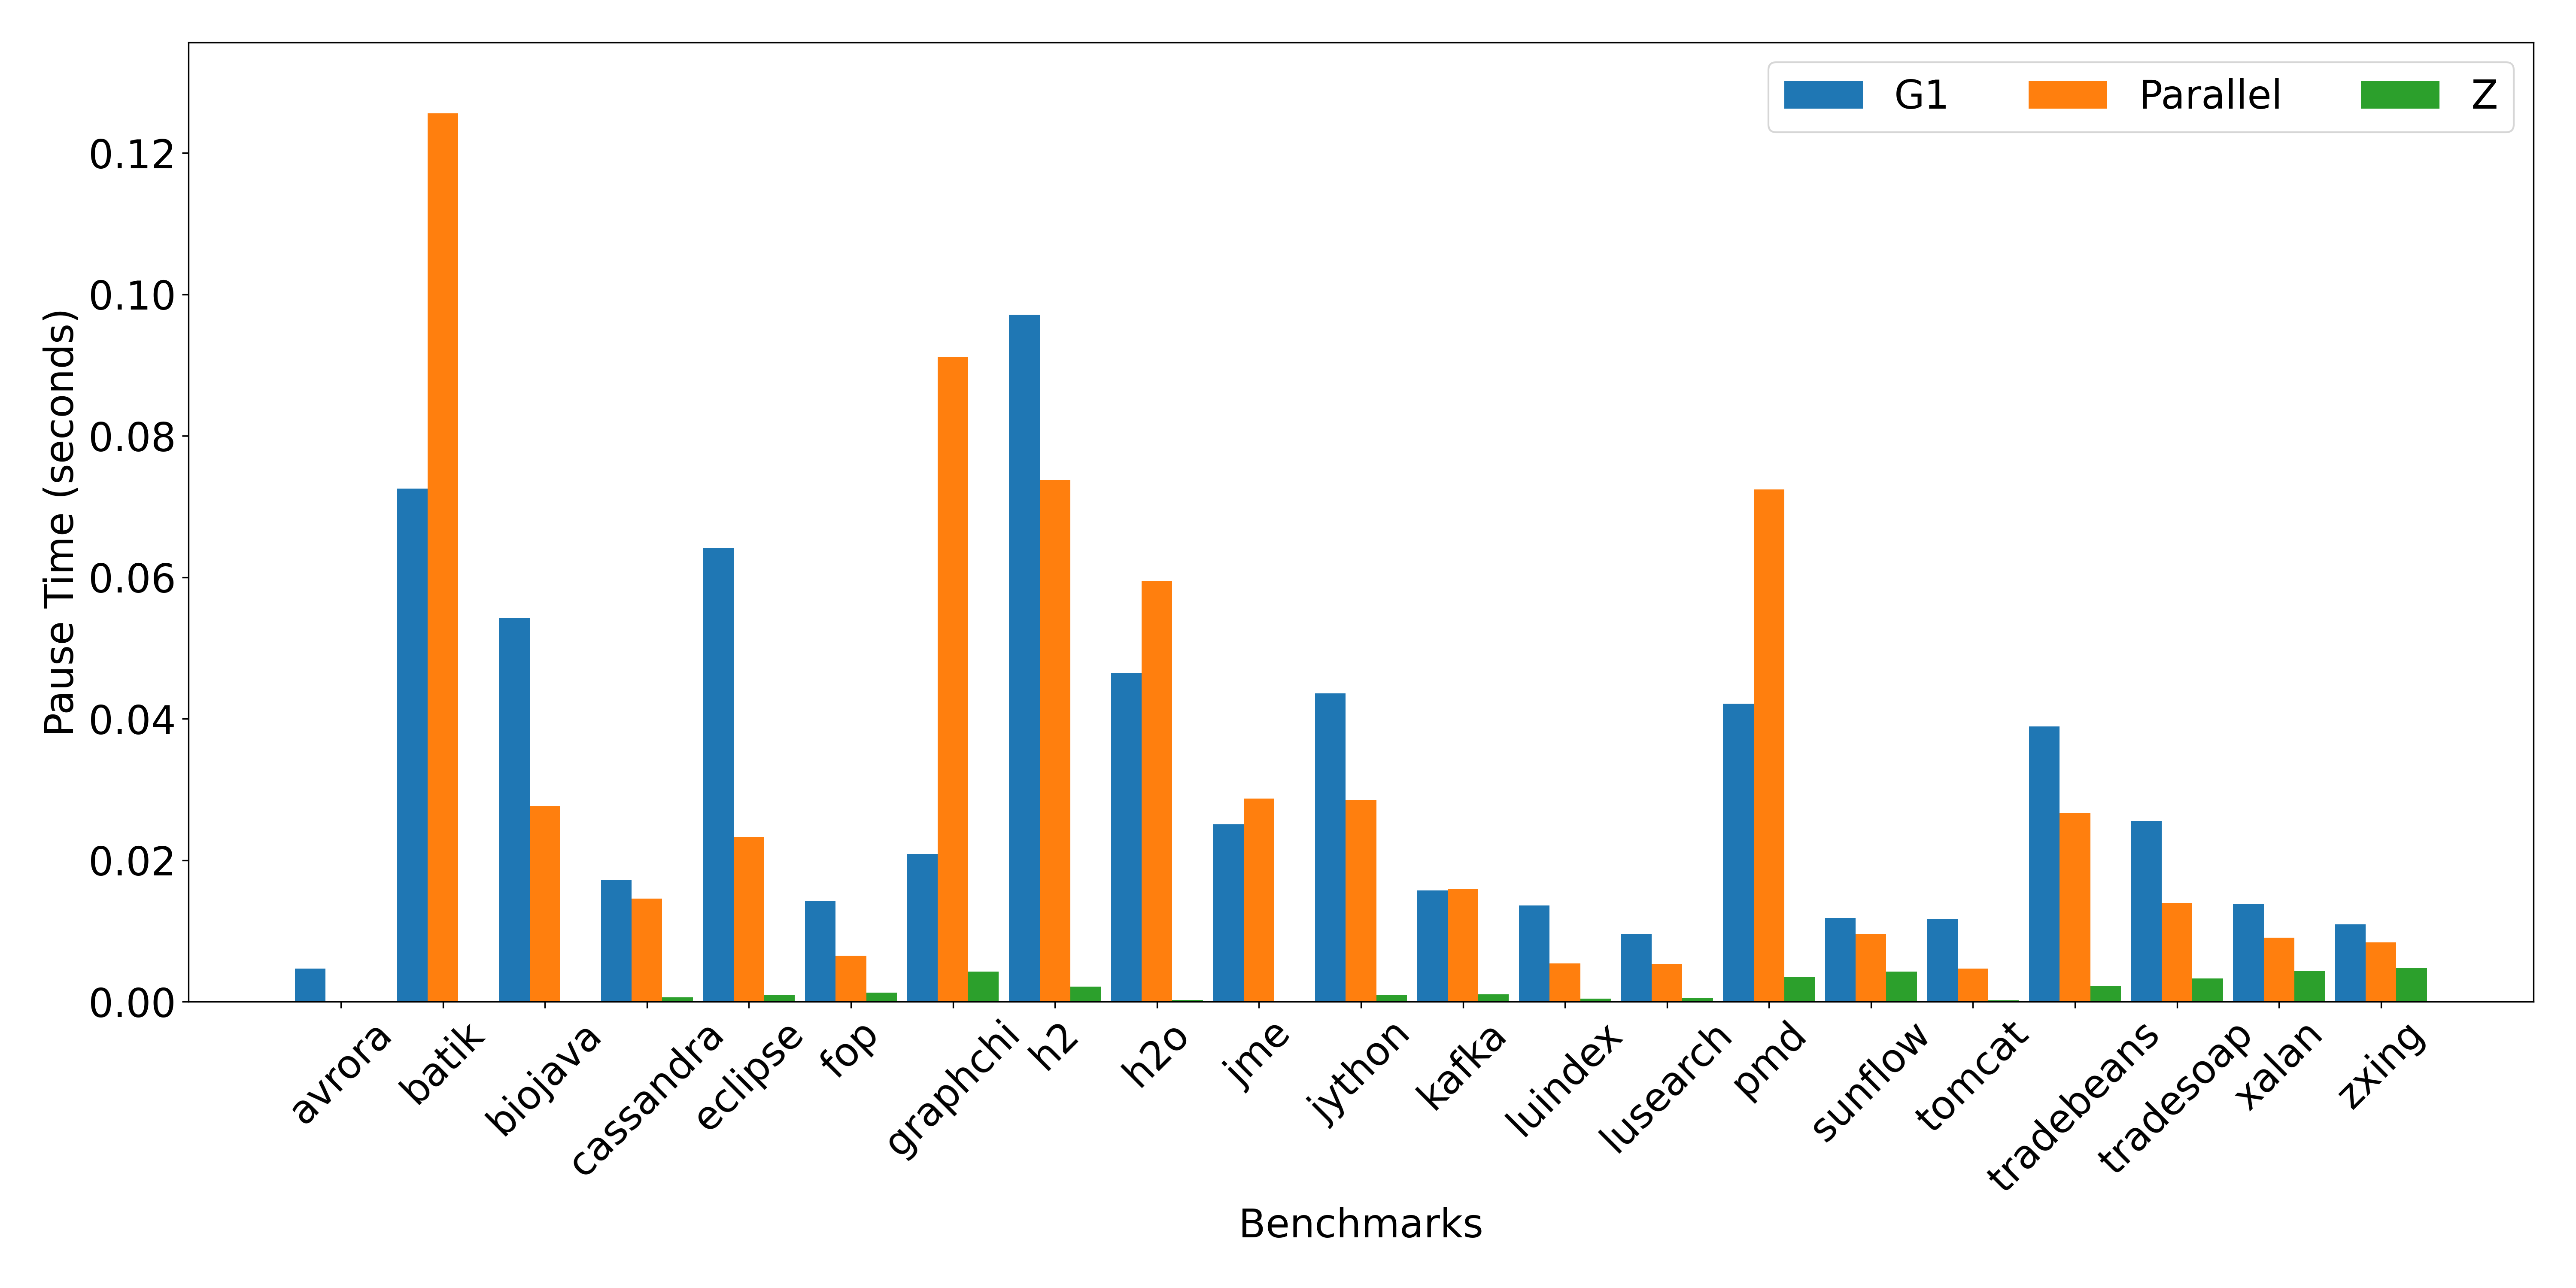 G1 Parallel Z
Pause Time (seconds)
0.12
0.10
0.08
0.06
0.04
0.02
0.00
avrora
batik
biojava
cassandra
eclipse
fop
graphchi
h2
h2o
jme
jython
kafka
luindex
lusearch
pmd
sunflow
tomcat
tradebeans
tradesoap
xalan
zxing
Benchmarks